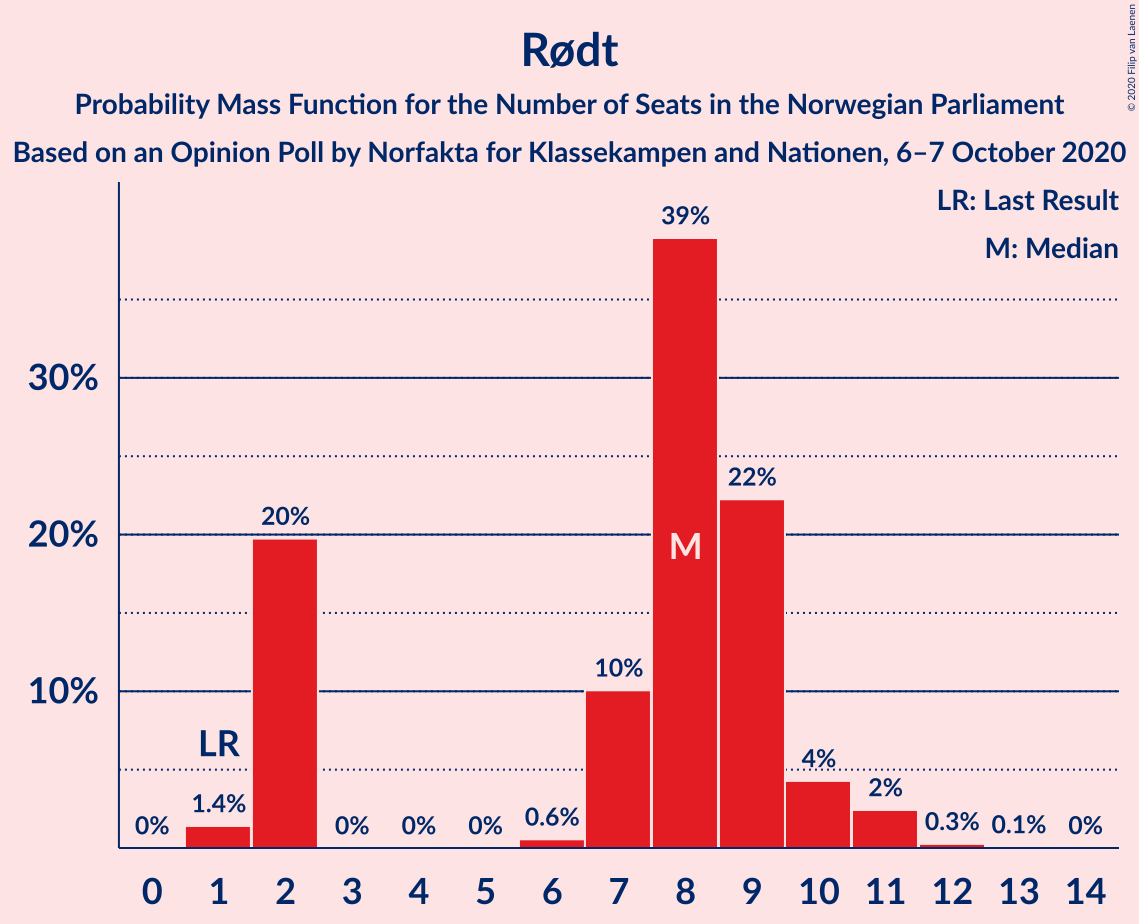 Rødt
Probability Mass Function for the Number of Seats in the Norwegian Parliament
Based on an Opinion Poll by Norfakta for Klassekampen and Nationen, 6–7 October 2020
© 2020 Filip van Laenen
LR: Last Result
M: Median
39%
30%
22%
20%
20%
M
10%
10%
LR
4%
2%
1.4%
0% 0% 0% 0% 0.6% 0.3% 0.1% 0%
0 1 2 3 4 5 6 7 8 9 10 11 12 13 14